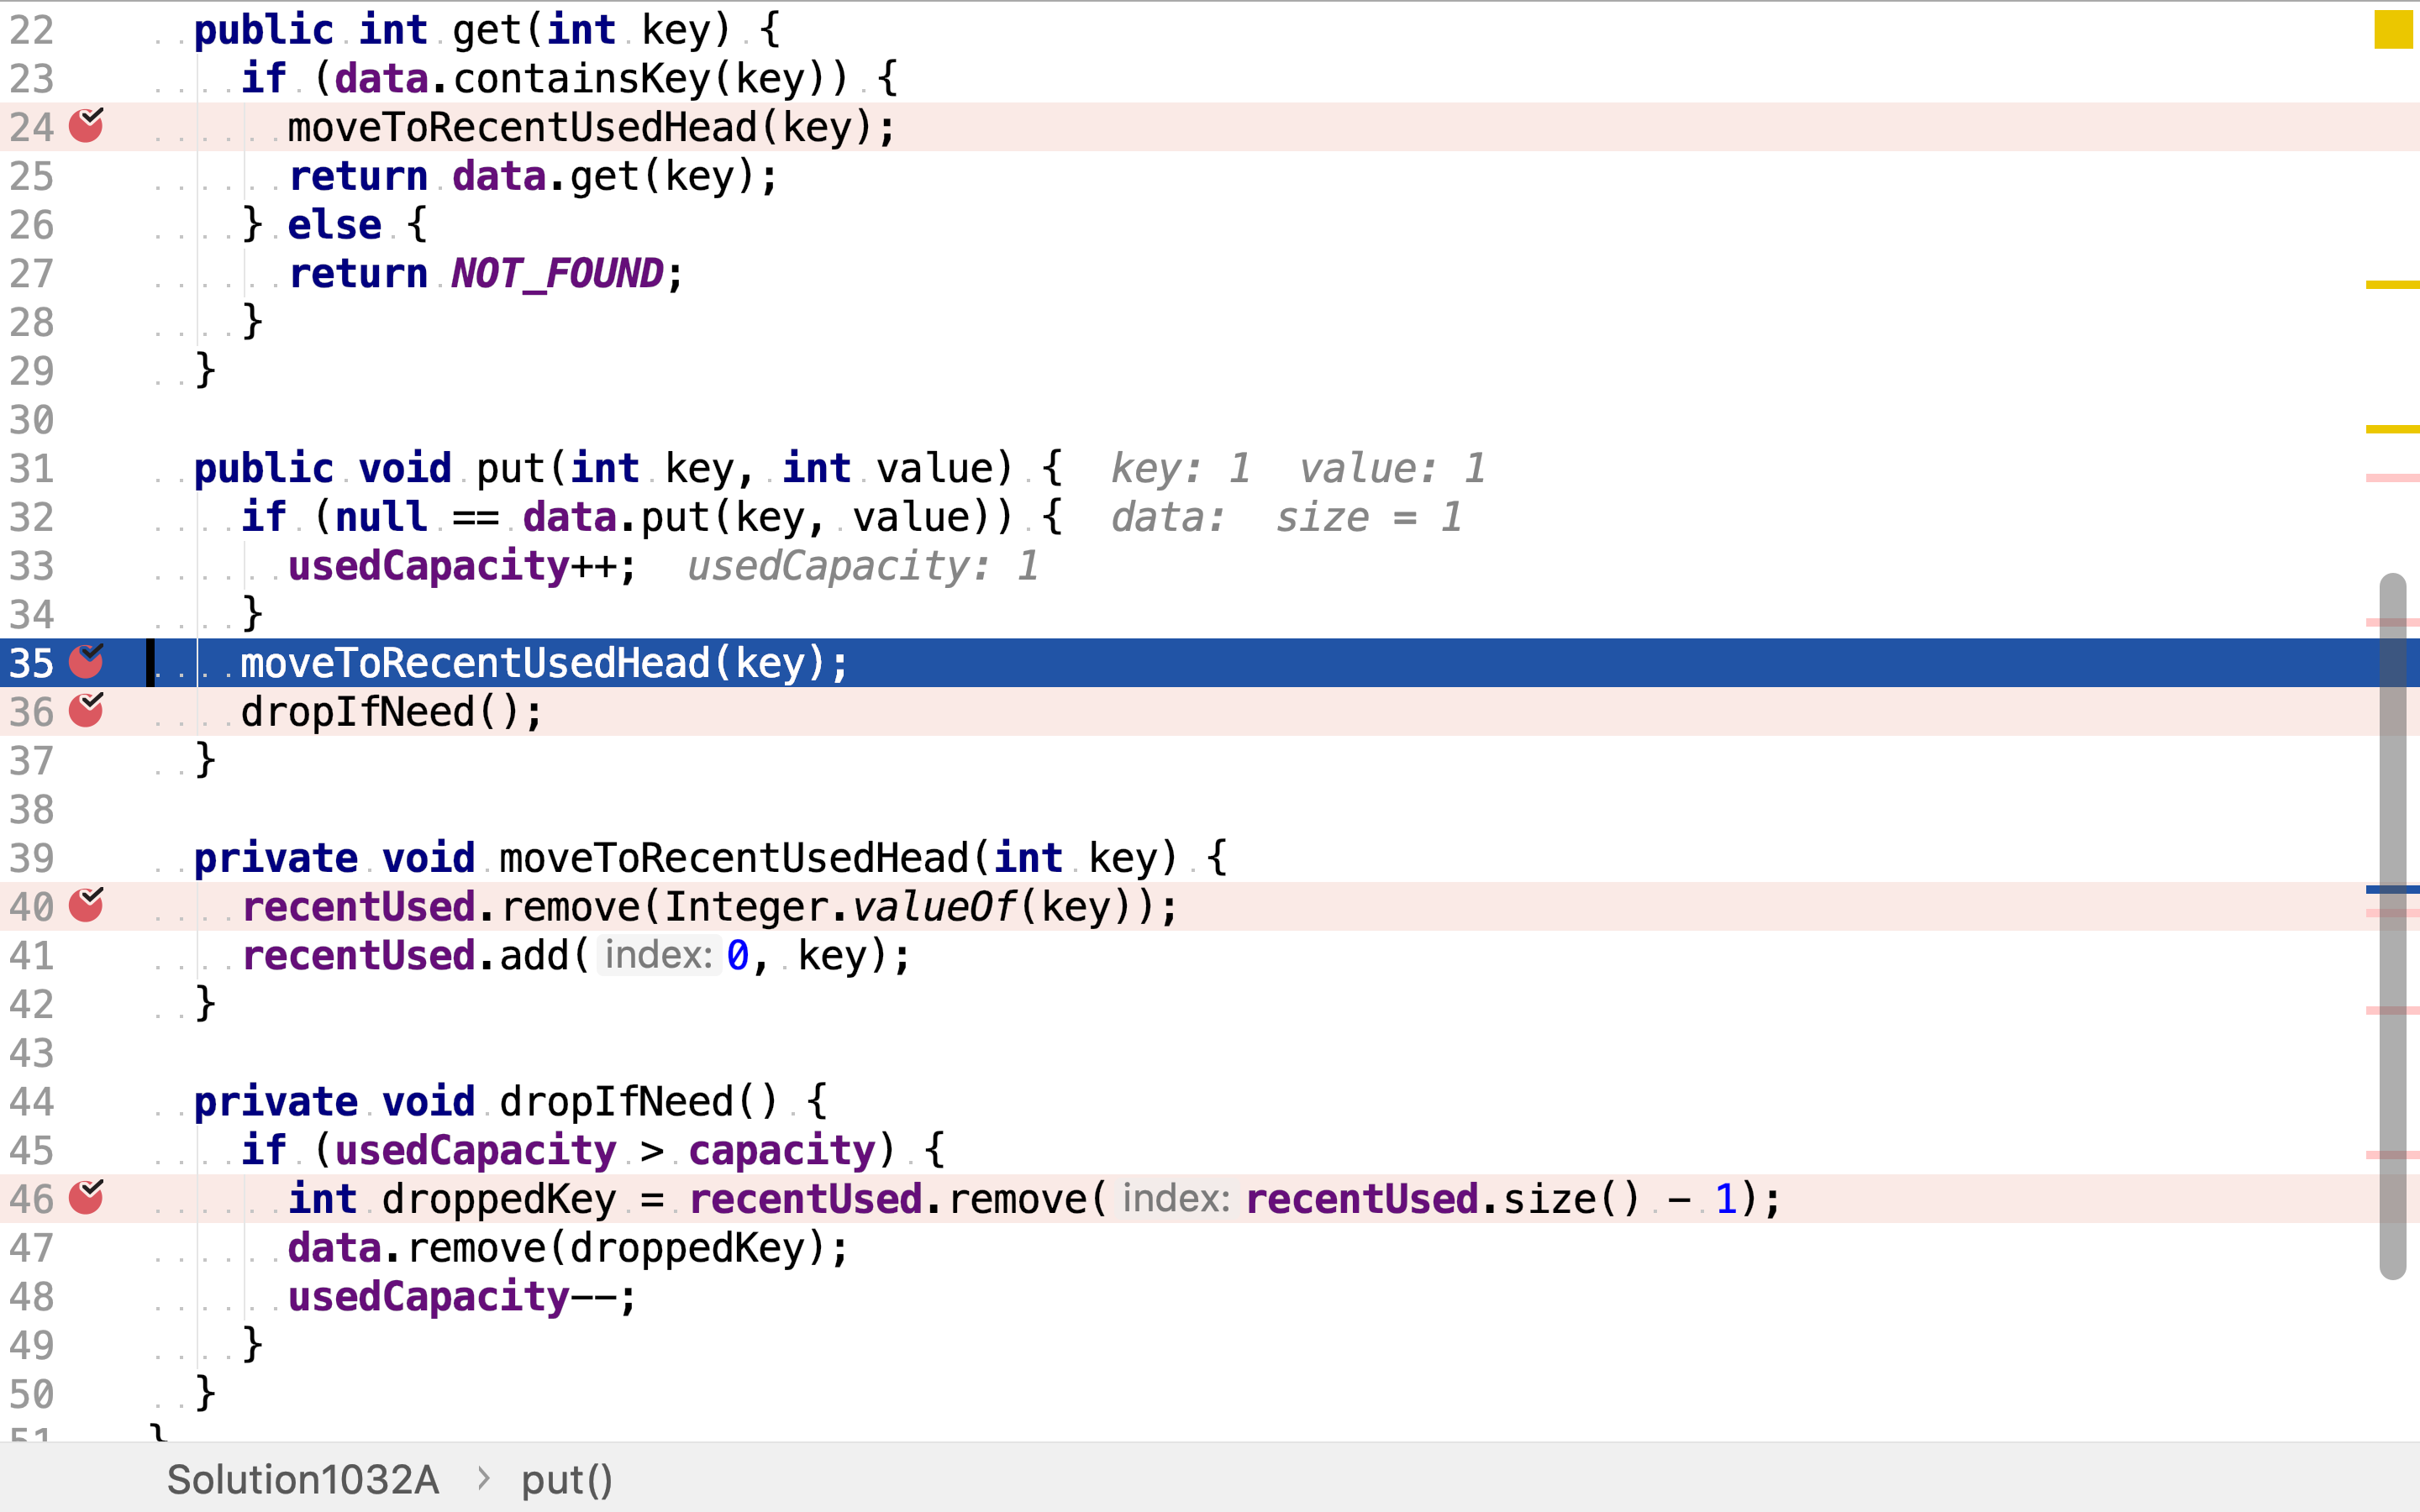 22 public int get(int key) {
23 if (data.containsKey(key)) {
24 moveToRecentUsedHead(key);
25 return data.get(key);
26 } else {
27 return NOT_FOUND;
28 }
29 }
30
31 public void put(int key, int value) { key: 1 value: 1
32 if (null == data.put(key, value)) { data: size = 1
33 usedCapacity++; usedCapacity: 1
34 }
35 moveToRecentUsedHead(key);
36 dropIfNeed();
37 }
38
39 private void moveToRecentUsedHead(int key) {
40 recentUsed.remove(Integer.valueOf(key));
41 recentUsed.add( index: 0, key);
42 }
43
44 private void dropIfNeed() {
45 if (usedCapacity > capacity) {
46 int droppedKey = recentUsed.remove( index: recentUsed.size() - 1);
47 data.remove(droppedKey);
48 usedCapacity--;
49 }
50 }
51 }
Solution1032A > put()